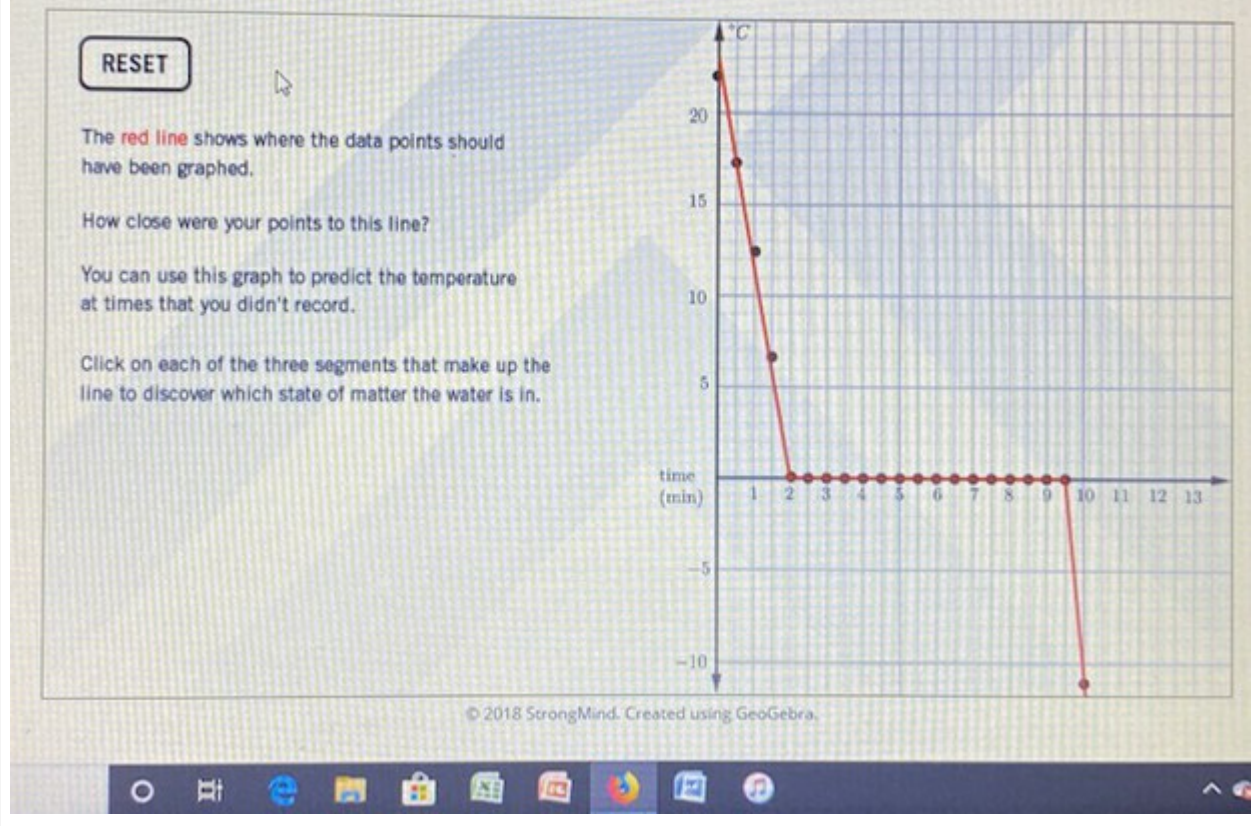 RESET
The red line shows where the data points should
have been graphed.
How close were your points to this line?
You can use this graph to predict the temperature
at times that you didn't record.
Click on each of the three segments that make up the
line to discover which state of matter the water is in.
°C
20
15
10
5
time
(min)
1 2 3 4 5 6 7 8 9 10 11 12 13
-5
-10
© 2018 StrongMind. Created using GeoGebra.